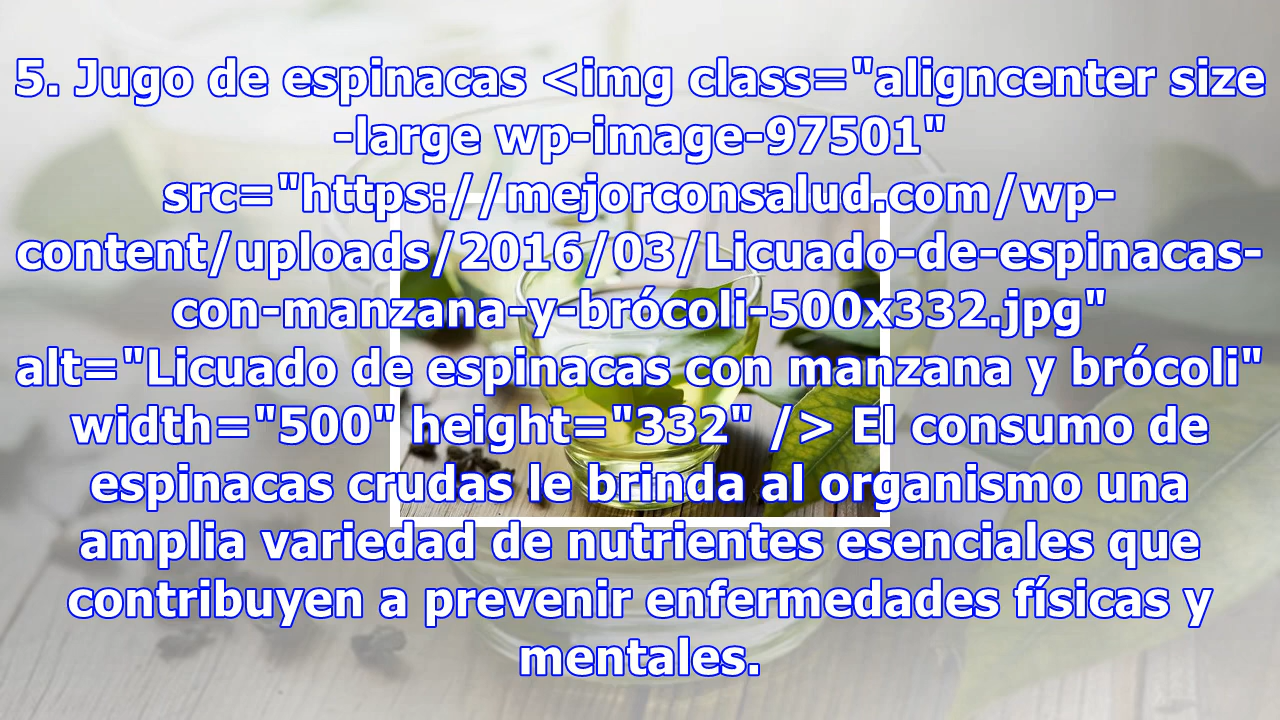 5. Jugo de espinacas <img class="aligncenter size
-large wp-image-97501"
src="https://mejorconsalud.com/wp-
content/uploads/2016/03/Licuado-de-espinacas-
con-manzana-y-brócoli-500x332.jpg"
alt="Licuado de espinacas con manzana y brócoli"
width="500" height="332" /> El consumo de
espinacas crudas le brinda al organismo una
amplia variedad de nutrientes esenciales que
contribuyen a prevenir enfermedades físicas y
mentales.